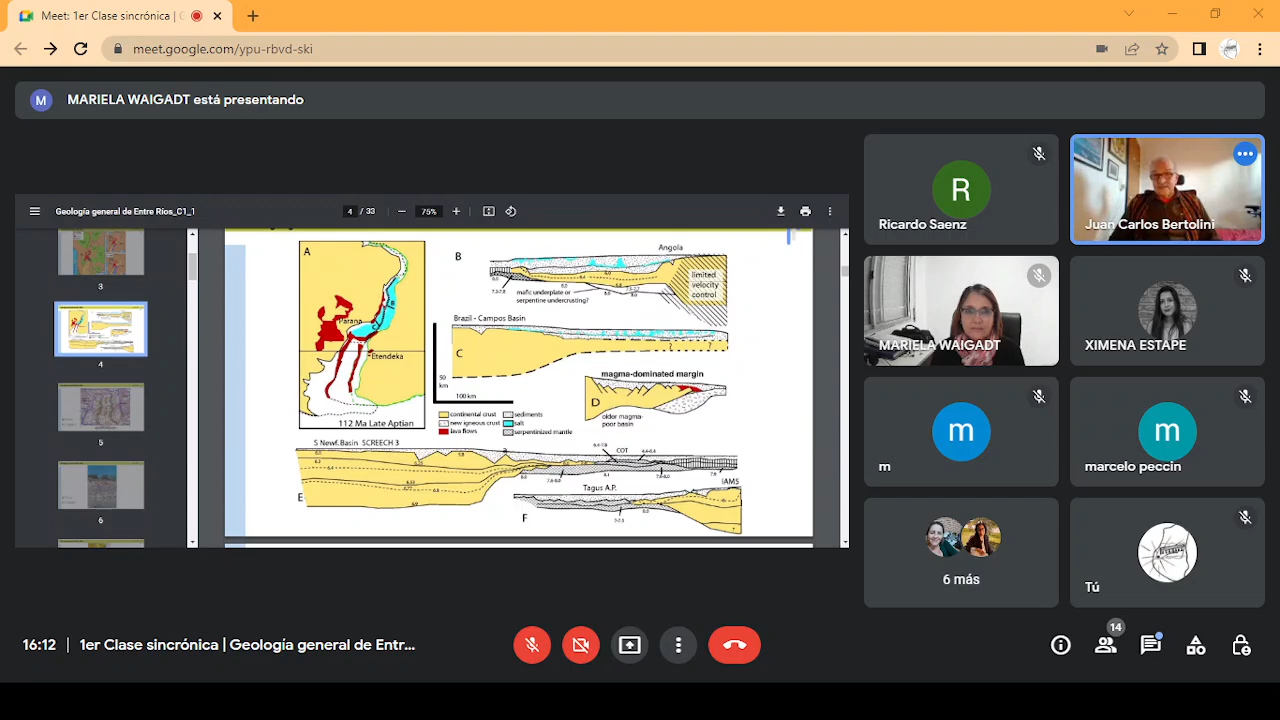 Meet: 1er Clase sincrónica | G
meet.google.com/ypu-rbvd-ski
M
MARIELA WAIGADT está presentando
Geología general de Entre Ríos_C1_1
4 / 33
75%
3
4
5
6
A
Parana
Etendeka
112 Ma Late Aptian
B
Angola
limited
velocity
control
mafic underplate or
serpentine undercrusting?
Brazil - Campos Basin
C
50
km
100 km
magma-dominated margin
D
older magma-
poor basin
continental crust
new igneous crust
lava flows
sediments
salt
serpentinized mantle
S Newf.Basin SCREECH 3
COT
E
Tagus A.P.
IAM5
F
R
Ricardo Saenz
Juan Carlos Bertolini
MARIELA WAIGADT
XIMENA ESTAPE
m
m
m
marcelo peccin
6 más
Tú
16:12 | 1er Clase sincrónica | Geología general de Entr...
14